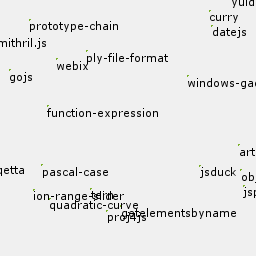 yuid
curry
prototype-chain
datejs
mithril.js
ply-file-format
webix
gojs
windows-gad
function-expression
art
getta
pascal-case
jsduck
obj
jsp
ion-range-slider
quadratic-curve
getelementsbyname
proj4js